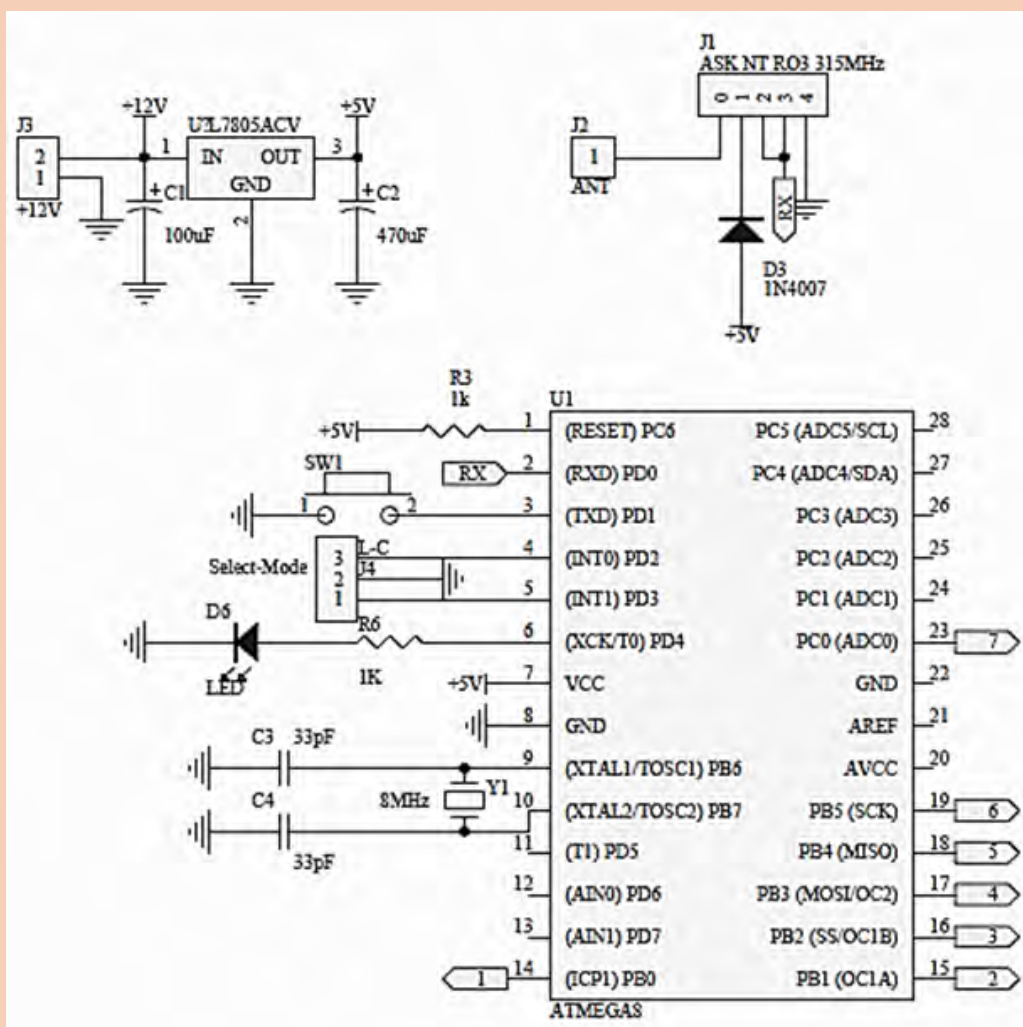 J1
ASK NT RO3 315MHz
0 1 2 3 4
J2
1
ANT
RX
D3
1N4007
+5V
+12V
+5V
J3
2
1
+12V
U?L7805ACV
1 IN OUT 3
GND
2
+ C1
100uF
+ C2
470uF
R3
1k
U1
+5V
1 (RESET) PC6
RX 2 (RXD) PD0
SW1
1 2
3 (TXD) PD1
Select-Mode
L-C
J4
3
2
1
4 (INT0) PD2
5 (INT1) PD3
D6
LED
R6
1K
6 (XCK/T0) PD4
+5V 7 VCC
8 GND
C3 33pF
9 (XTAL1/TOSC1) PB6
8MHz Y1
C4
33pF
10 (XTAL2/TOSC2) PB7
11 (T1) PD5
12 (AIN0) PD6
13 (AIN1) PD7
1 14 (ICP1) PB0
PC5 (ADC5/SCL) 28
PC4 (ADC4/SDA) 27
PC3 (ADC3) 26
PC2 (ADC2) 25
PC1 (ADC1) 24
PC0 (ADC0) 23 7
GND 22
AREF 21
AVCC 20
PB5 (SCK) 19 6
PB4 (MISO) 18 5
PB3 (MOSI/OC2) 17 4
PB2 (SS/OC1B) 16 3
PB1 (OC1A) 15 2
ATMEGA8